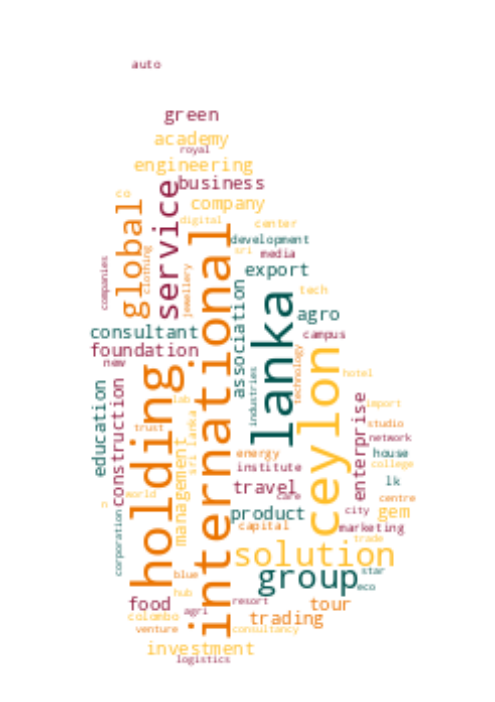 auto
green
academy
royal
engineering
business
co
service
company
global
digital
center
development
sri
media
export
companies
clothing
jewellery
tech
agro
international
lanka
association
consultant
campus
foundation
new
technology
ceylon
hotel
holding
industries
education
construction
lab
import
enterprise
trust
studio
management
sri lanka
network
energy
house
institute
college
lk
travel
care
world
n
centre
corporation
product
city
gem
capital
marketing
trade
solution
group
blue
star
eco
hub
food
agri
resort
tour
colombo
trading
venture
consultancy
investment
logistics